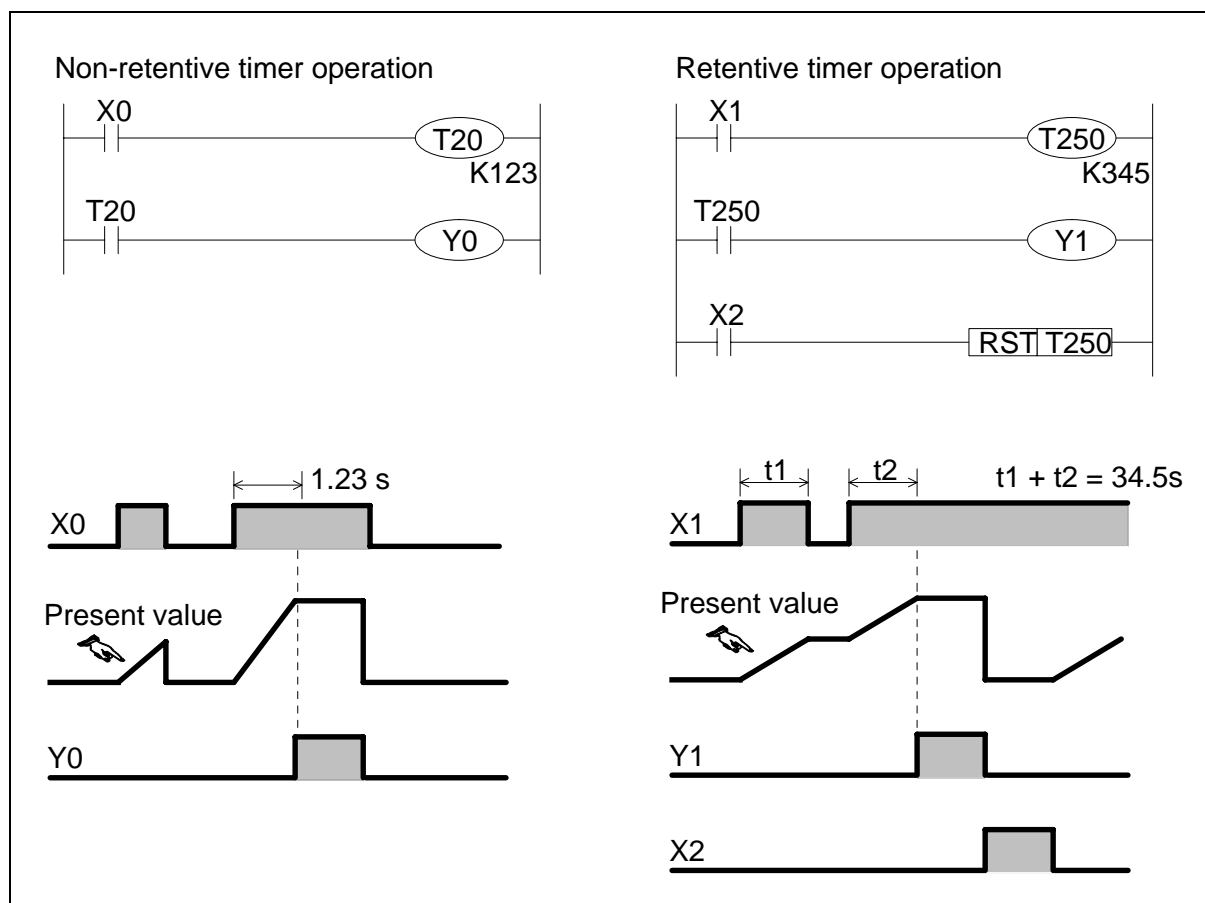 Non-retentive timer operation
X0
T20
K123
T20
Y0
1.23 s
X0
Present value
Y0
Retentive timer operation
X1
T250
K345
T250
Y1
X2
RST T250
t1 t2 t1 + t2 = 34.5s
X1
Present value
Y1
X2